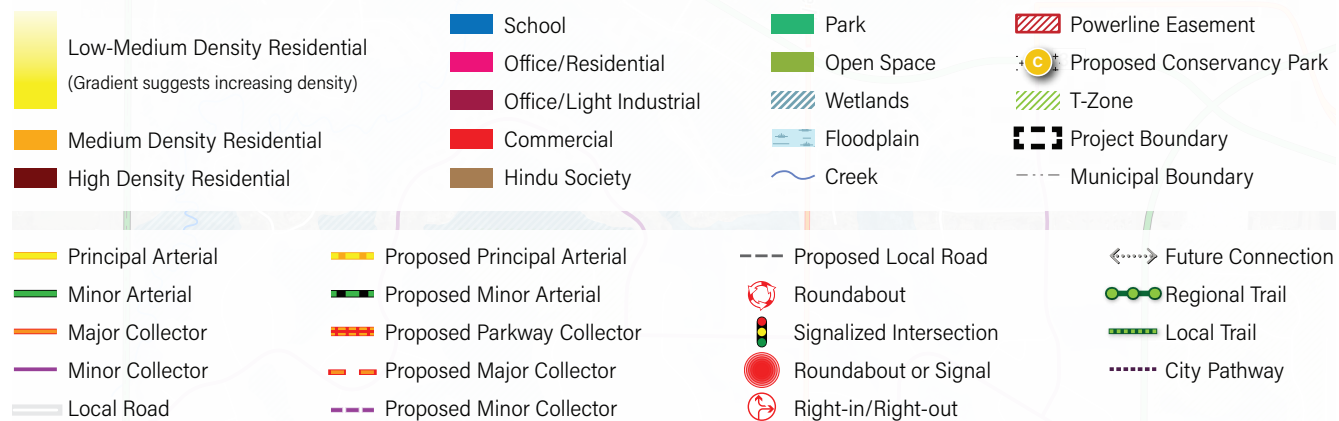 Low-Medium Density Residential
(Gradient suggests increasing density)
Medium Density Residential
High Density Residential
School
Office/Residential
Office/Light Industrial
Commercial
Hindu Society
Park
Open Space
Wetlands
Floodplain
Creek
Powerline Easement
C
Proposed Conservancy Park
T-Zone
Project Boundary
Municipal Boundary
Principal Arterial
Minor Arterial
Major Collector
Minor Collector
Local Road
Proposed Principal Arterial
Proposed Minor Arterial
Proposed Parkway Collector
Proposed Major Collector
Proposed Minor Collector
Proposed Local Road
Roundabout
Signalized Intersection
Roundabout or Signal
Right-in/Right-out
Future Connection
Regional Trail
Local Trail
City Pathway